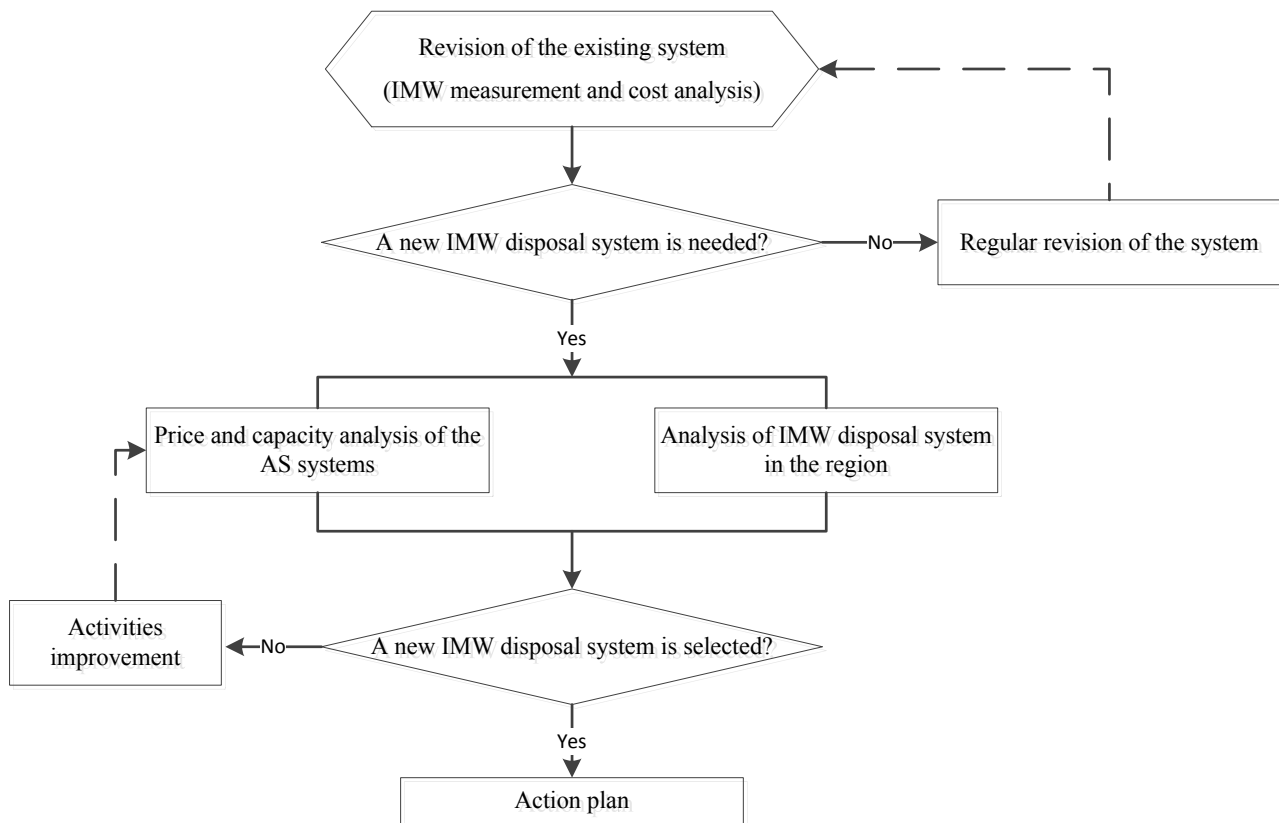 Revision of the existing system
(IMW measurement and cost analysis)
A new IMW disposal system is needed?
No
Regular revision of the system
Yes
Price and capacity analysis of the
AS systems
Analysis of IMW disposal system
in the region
Activities
improvement
No
A new IMW disposal system is selected?
Yes
Action plan